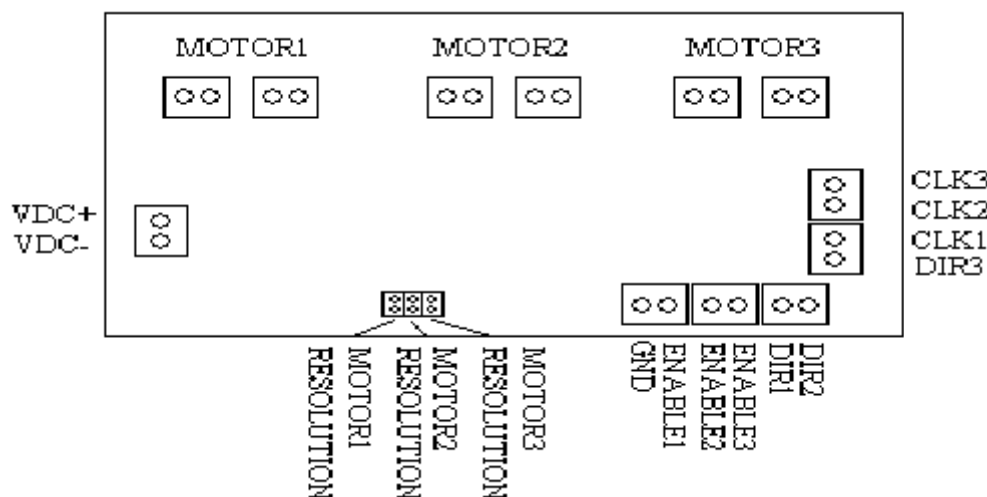 MOTOR1
MOTOR2
MOTOR3
VDC+
VDC-
CLK3
CLK2
CLK1
DIR3
RESOLUTION
MOTOR1
RESOLUTION
MOTOR2
RESOLUTION
MOTOR3
GND
ENABLE1
ENABLE2
ENABLE3
DIR1
DIR2